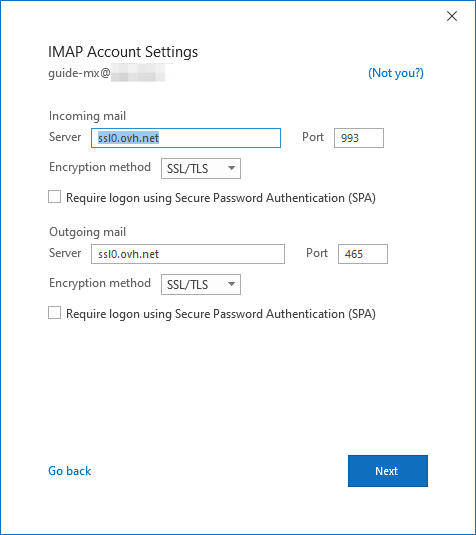 IMAP Account Settings
guide-mx@
(Not you?)
Incoming mail
Server ssl0.ovh.net Port 993
Encryption method SSL/TLS
Require logon using Secure Password Authentication (SPA)
Outgoing mail
Server ssl0.ovh.net Port 465
Encryption method SSL/TLS
Require logon using Secure Password Authentication (SPA)
Go back Next